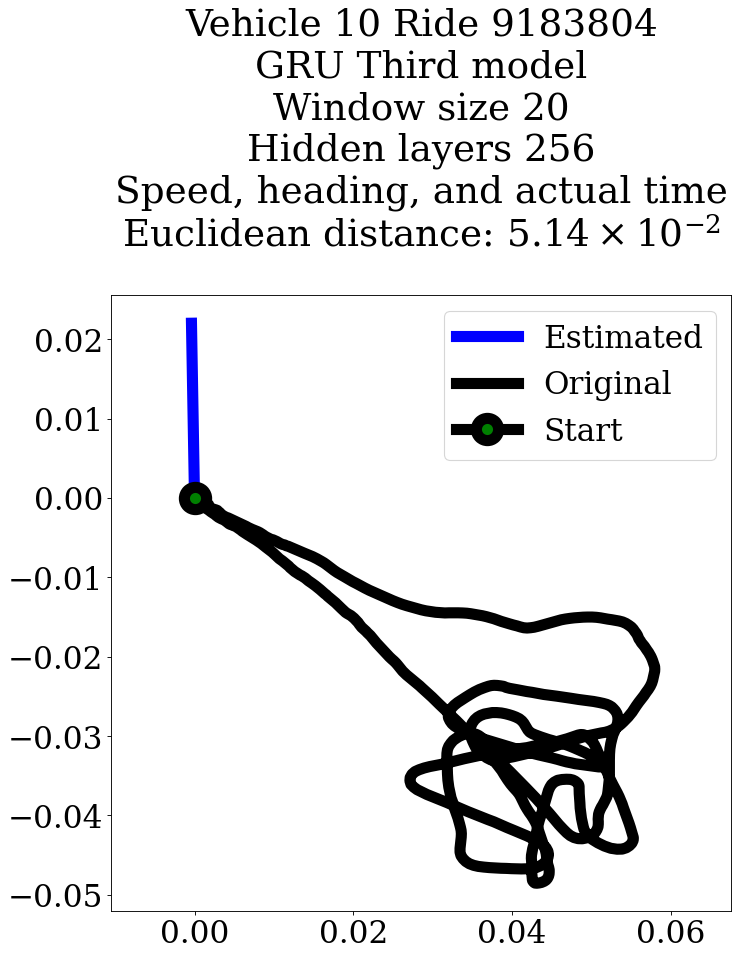 Vehicle 10 Ride 9183804
GRU Third model
Window size 20
Hidden layers 256
Speed, heading, and actual time
Euclidean distance: 5.14 × 10⁻²
Estimated
Original
Start
0.02
0.01
0.00
−0.01
−0.02
−0.03
−0.04
−0.05
0.00 0.02 0.04 0.06